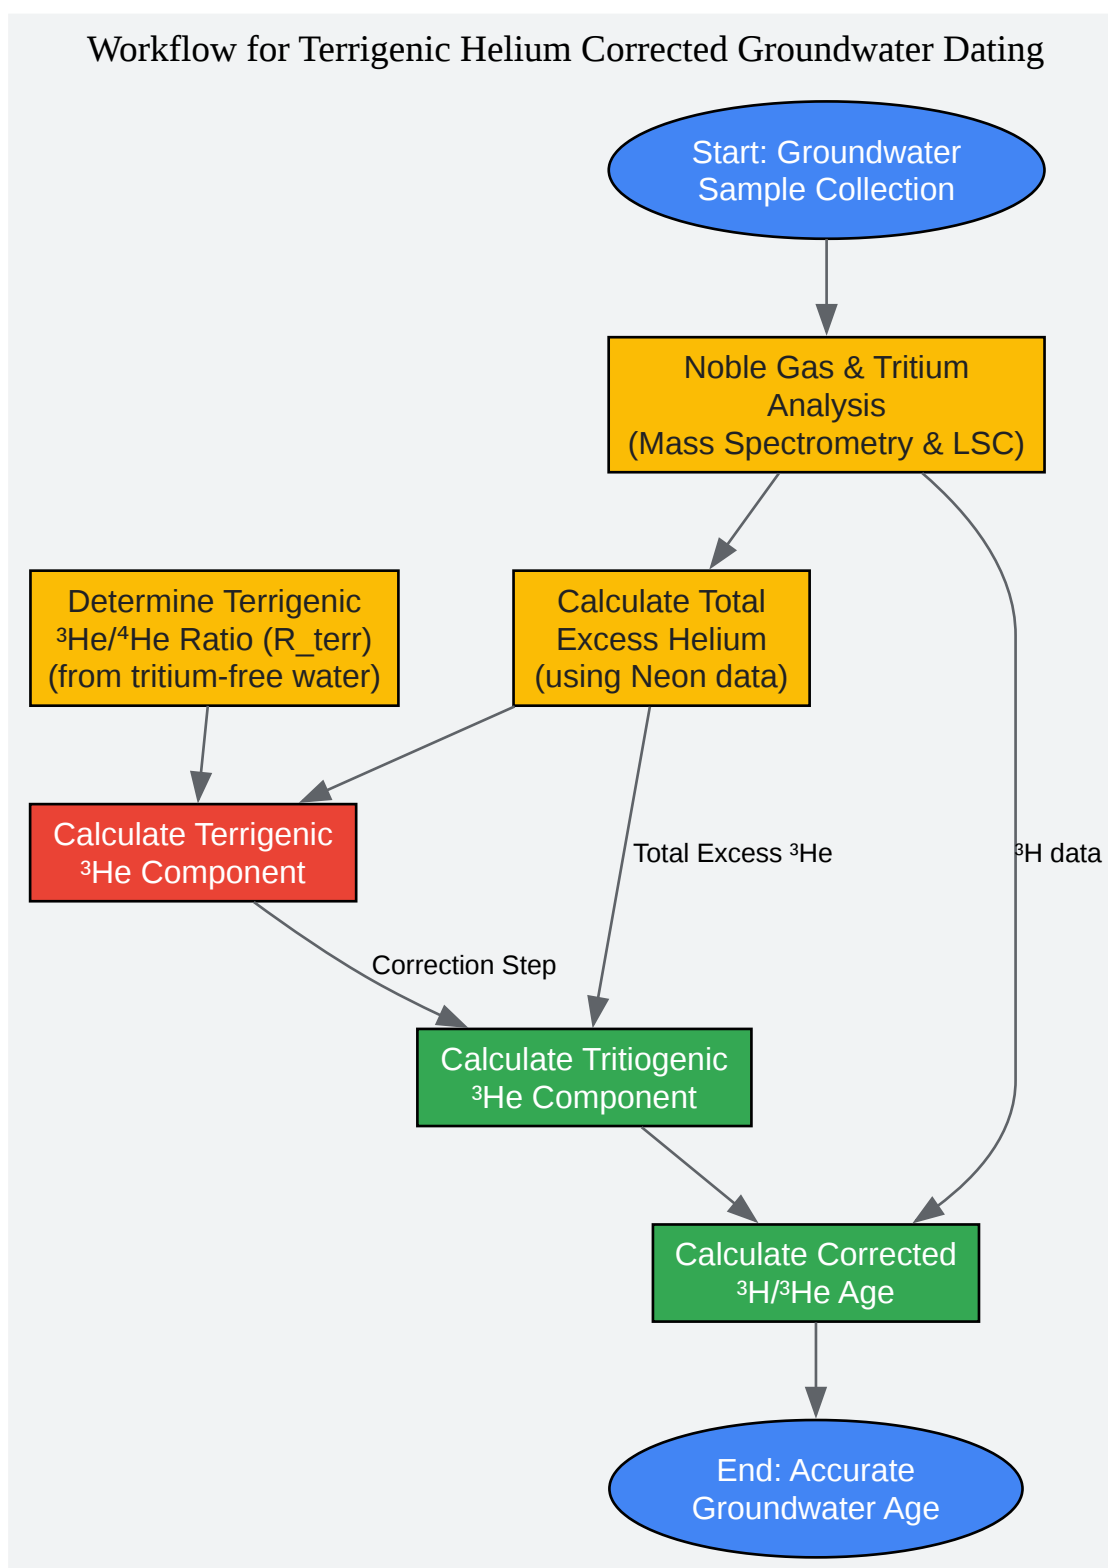 Workflow for Terrigenic Helium Corrected Groundwater Dating
Start: Groundwater
Sample Collection
Noble Gas & Tritium
Analysis
(Mass Spectrometry & LSC)
Determine Terrigenic
³He/⁴He Ratio (R_terr)
(from tritium-free water)
Calculate Total
Excess Helium
(using Neon data)
Calculate Terrigenic
³He Component
Total Excess ³He
³H data
Correction Step
Calculate Tritiogenic
³He Component
Calculate Corrected
³H/³He Age
End: Accurate
Groundwater Age